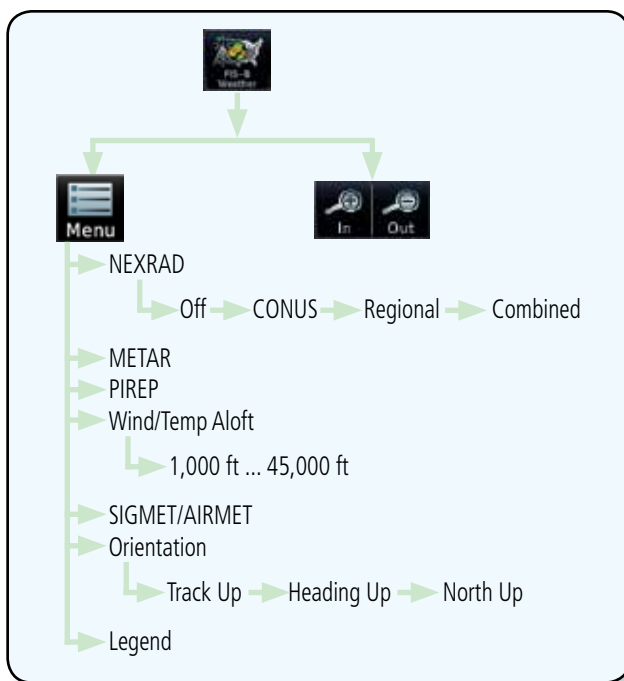 FIS-B
Weather
Menu
In Out
NEXRAD
Off CONUS Regional Combined
METAR
PIREP
Wind/Temp Aloft
1,000 ft ... 45,000 ft
SIGMET/AIRMET
Orientation
Track Up Heading Up North Up
Legend